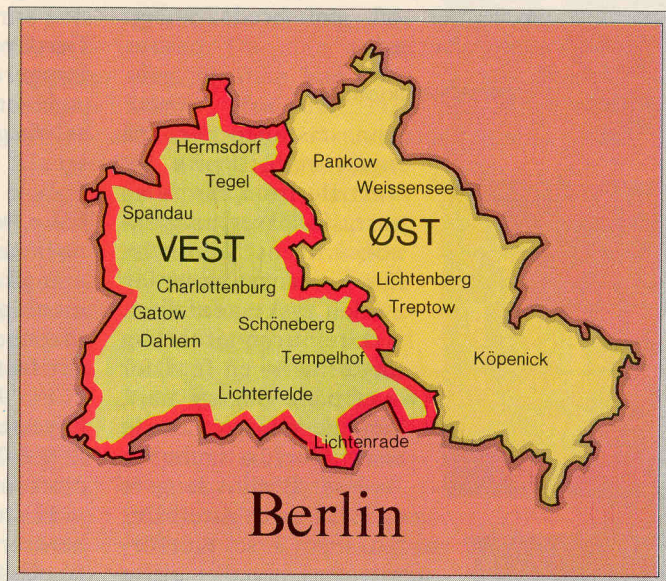 Hermsdorf
Pankow
Tegel
Weissensee
Spandau
VEST
ØST
Charlottenburg
Lichtenberg
Gatow
Treptow
Schöneberg
Dahlem
Tempelhof
Köpenick
Lichterfelde
Lichtenrade
Berlin